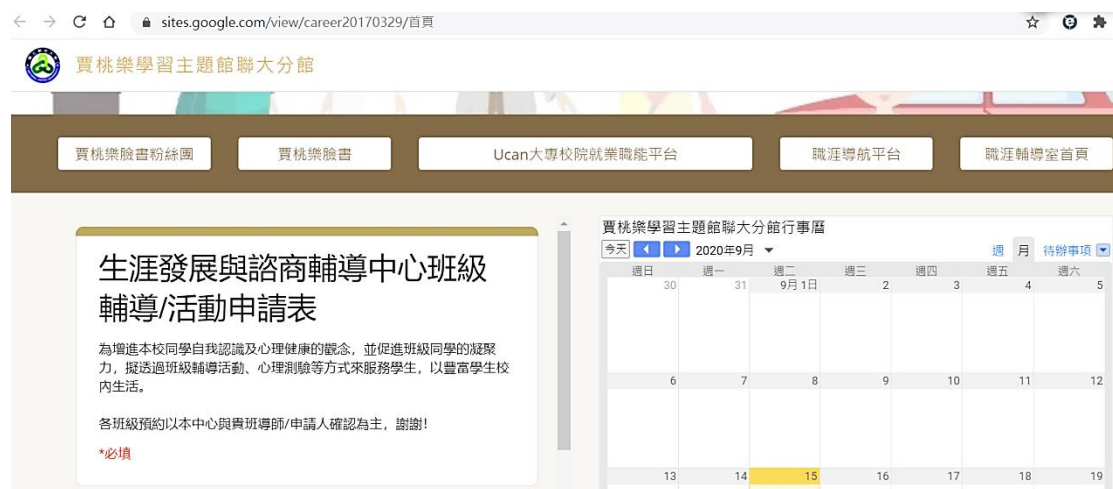 sites.google.com/view/career20170329/首頁
賈桃樂學習主題館聯大分館
賈桃樂臉書粉絲團 賈桃樂臉書 Ucan大專校院就業職能平台 職涯導航平台 職涯輔導室首頁
生涯發展與諮商輔導中心班級
輔導/活動申請表
為增進本校同學自我認識及心理健康的觀念，並促進班級同學的凝聚
力，擬透過班級輔導活動、心理測驗等方式來服務學生，以豐富學生校
內生活。
各班級預約以本中心與貴班導師/申請人確認為主，謝謝!
*必填
賈桃樂學習主題館聯大分館行事曆
今天 2020年9月 週 月 待辦事項
週日 週一 週二 週三 週四 週五 週六
30 31 9月 1日 2 3 4 5
6 7 8 9 10 11 12
13 14 15 16 17 18 19